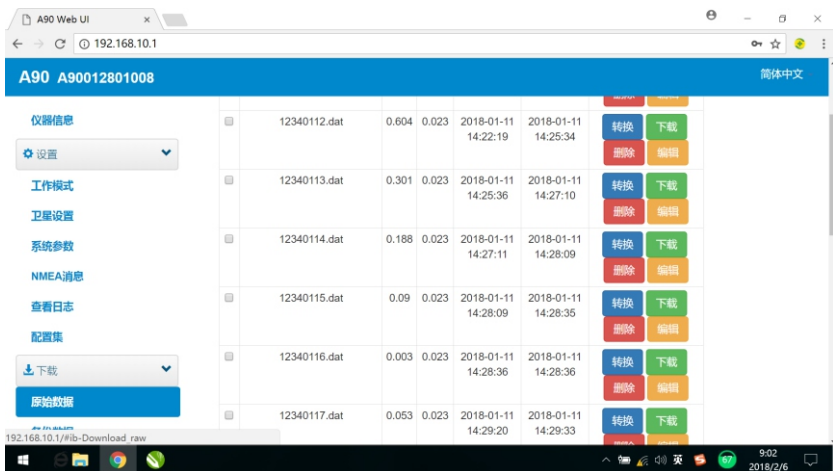 A90 Web UI
192.168.10.1
A90 A90012801008
简体中文
仪器信息
设置
工作模式
卫星设置
系统参数
NMEA消息
查看日志
配置集
下载
原始数据
192.168.10.1/#ib-Download_raw
12340112.dat 0.604 0.023 2018-01-11 2018-01-11 转换 下载
14:22:19 14:25:34 删除 编辑
12340113.dat 0.301 0.023 2018-01-11 2018-01-11 转换 下载
14:25:36 14:27:10 删除 编辑
12340114.dat 0.188 0.023 2018-01-11 2018-01-11 转换 下载
14:27:11 14:28:09 删除 编辑
12340115.dat 0.09 0.023 2018-01-11 2018-01-11 转换 下载
14:28:09 14:28:35 删除 编辑
12340116.dat 0.003 0.023 2018-01-11 2018-01-11 转换 下载
14:28:36 14:28:36 删除 编辑
12340117.dat 0.053 0.023 2018-01-11 2018-01-11 转换 下载
14:29:20 14:29:33
英
67
9:02
2018/2/6